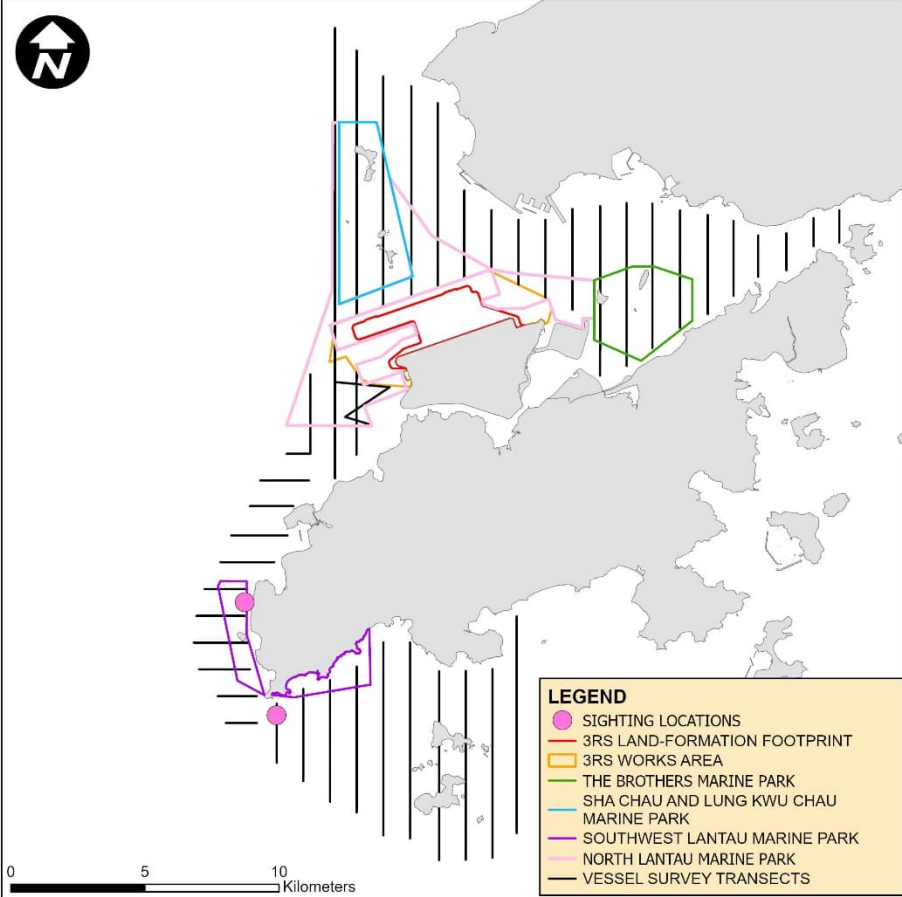 N
LEGEND
SIGHTING LOCATIONS
3RS LAND-FORMATION FOOTPRINT
3RS WORKS AREA
THE BROTHERS MARINE PARK
SHA CHAU AND LUNG KWU CHAU
MARINE PARK
SOUTHWEST LANTAU MARINE PARK
NORTH LANTAU MARINE PARK
VESSEL SURVEY TRANSECTS
0 5 10
Kilometers